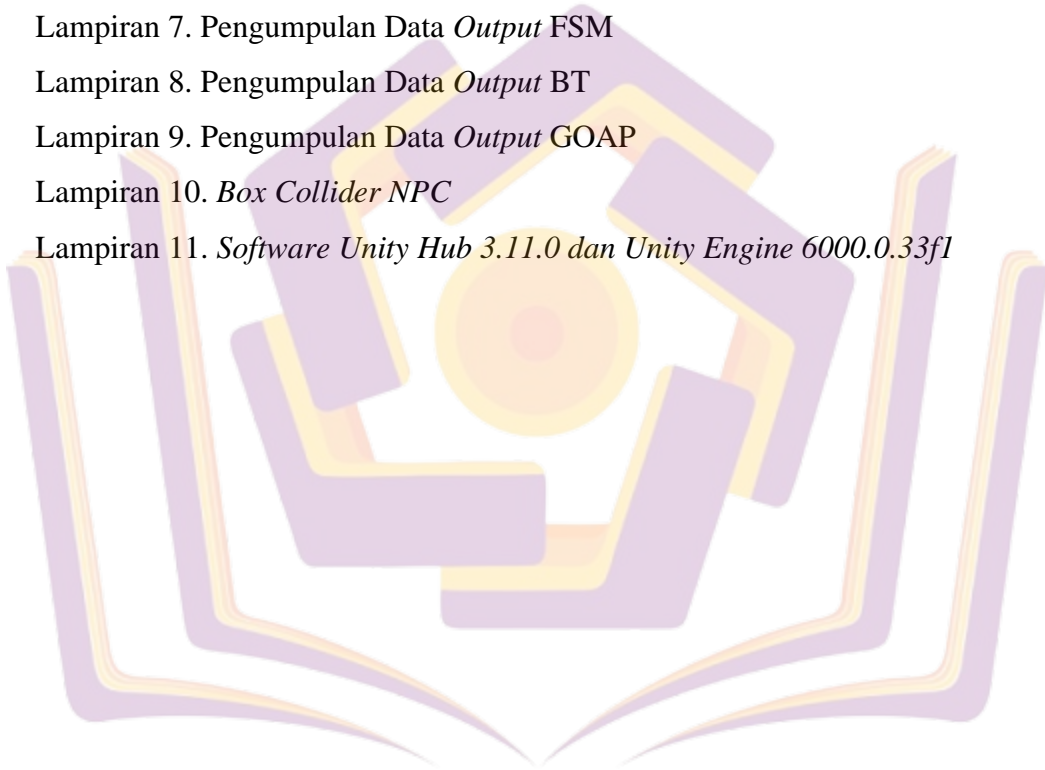 Lampiran 7. Pengumpulan Data Output FSM
Lampiran 8. Pengumpulan Data Output BT
Lampiran 9. Pengumpulan Data Output GOAP
Lampiran 10. Box Collider NPC
Lampiran 11. Software Unity Hub 3.11.0 dan Unity Engine 6000.0.33f1